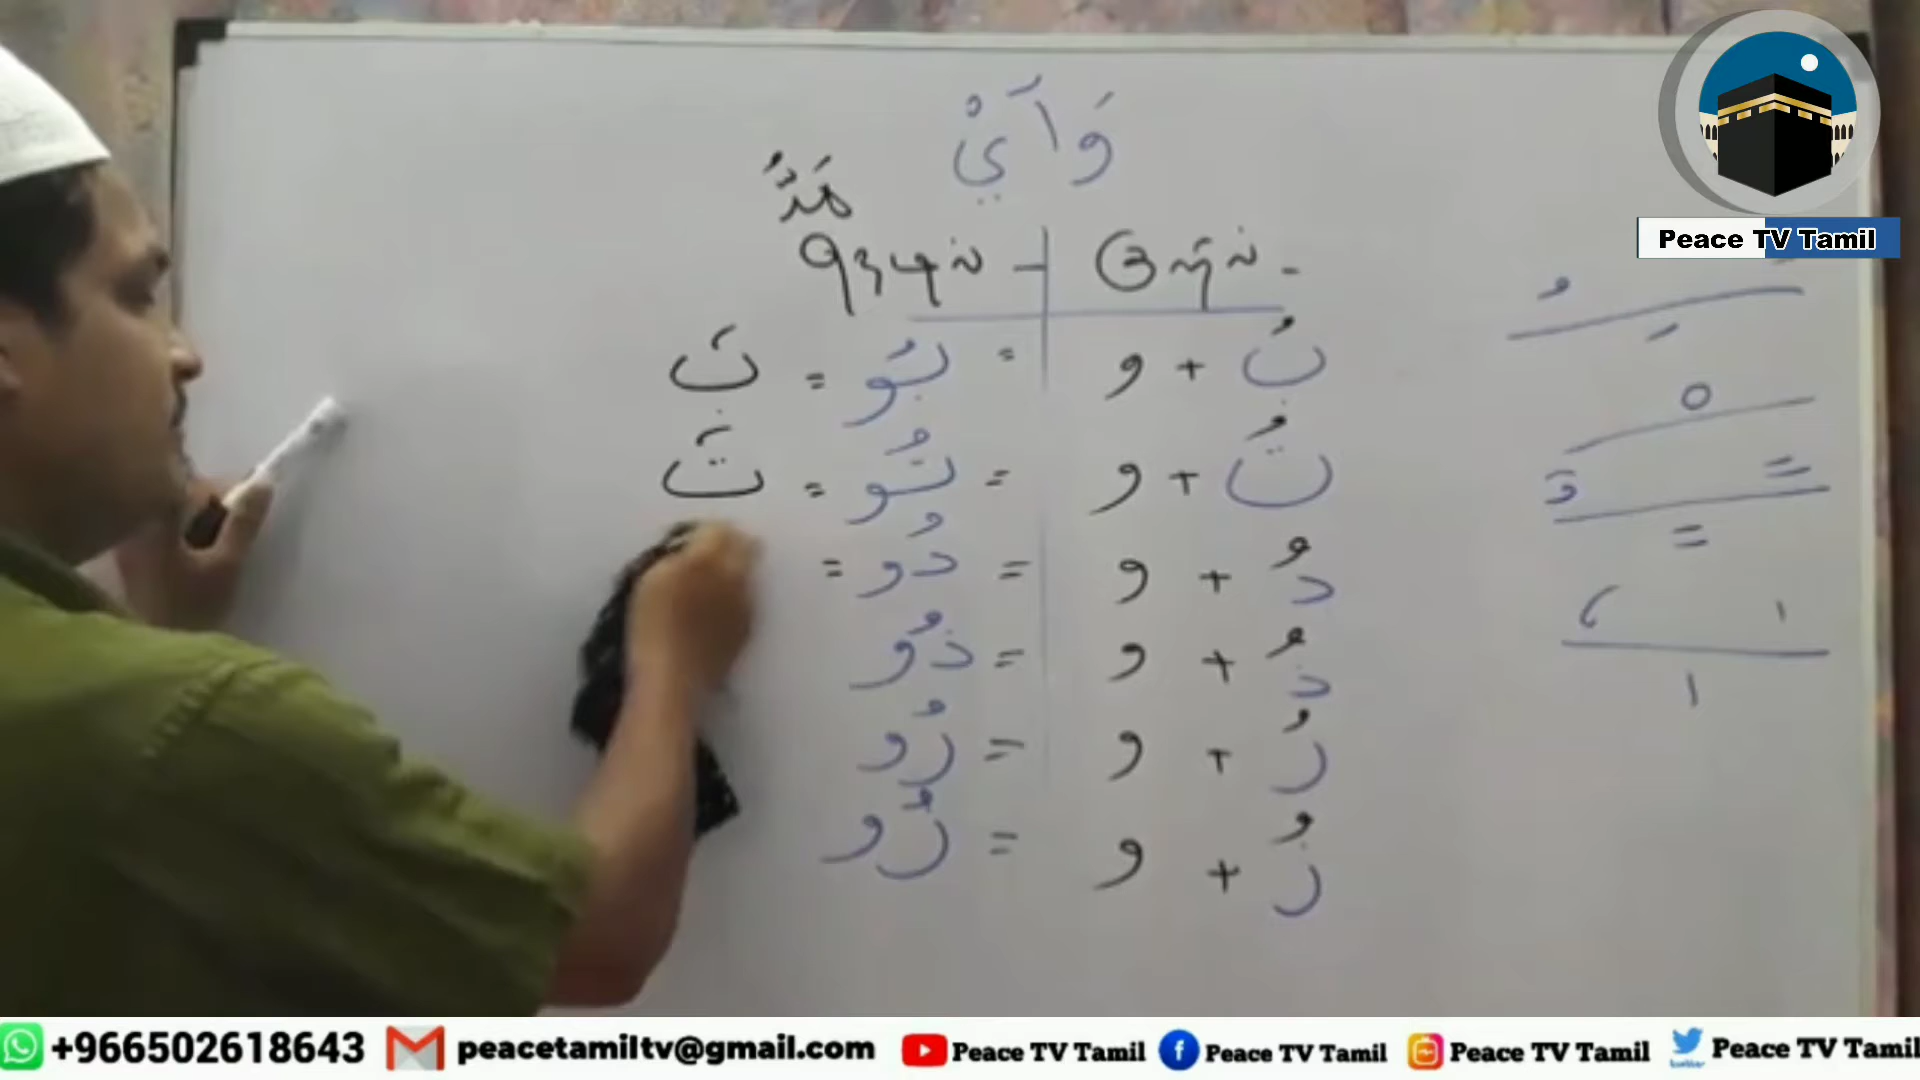 وَ آ يْ
بُ + و = بُو = بَ
تُ + و = تُو = تَ
دُ + و = دُو =
ذُ + و = ذُو
رُ + و = رُو
زُ + و = زُو
Peace TV Tamil
+966502618643 peacetamiltv@gmail.com Peace TV Tamil Peace TV Tamil Peace TV Tamil Peace TV Tamil